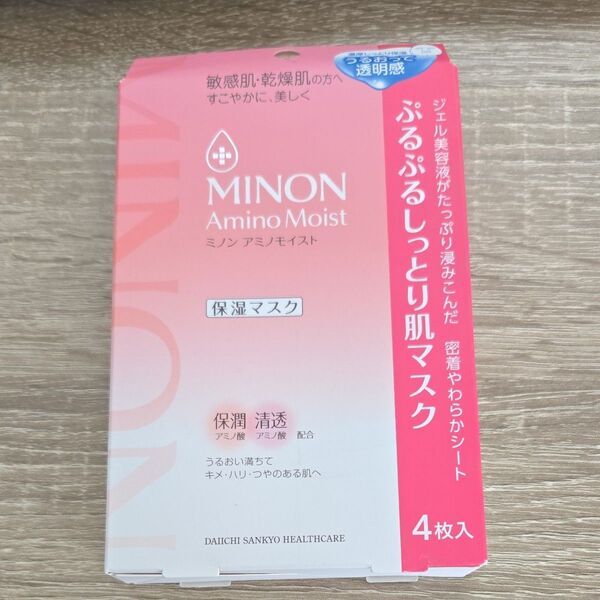 敏感肌・乾燥肌の方へ
すこやかに、美しく
うるおって
透明感
MINON
Amino Moist
ミノン アミノモイスト
保湿マスク
保潤 清透
アミノ酸 アミノ酸 配合
うるおい満ちて
キメ・ハリ・つやのある肌へ
DAIICHI SANKYO HEALTHCARE
ジェル美容液がたっぷり浸みこんだ 密着やわらかシート
ぷるぷるしっとり肌マスク
4枚入
MINON